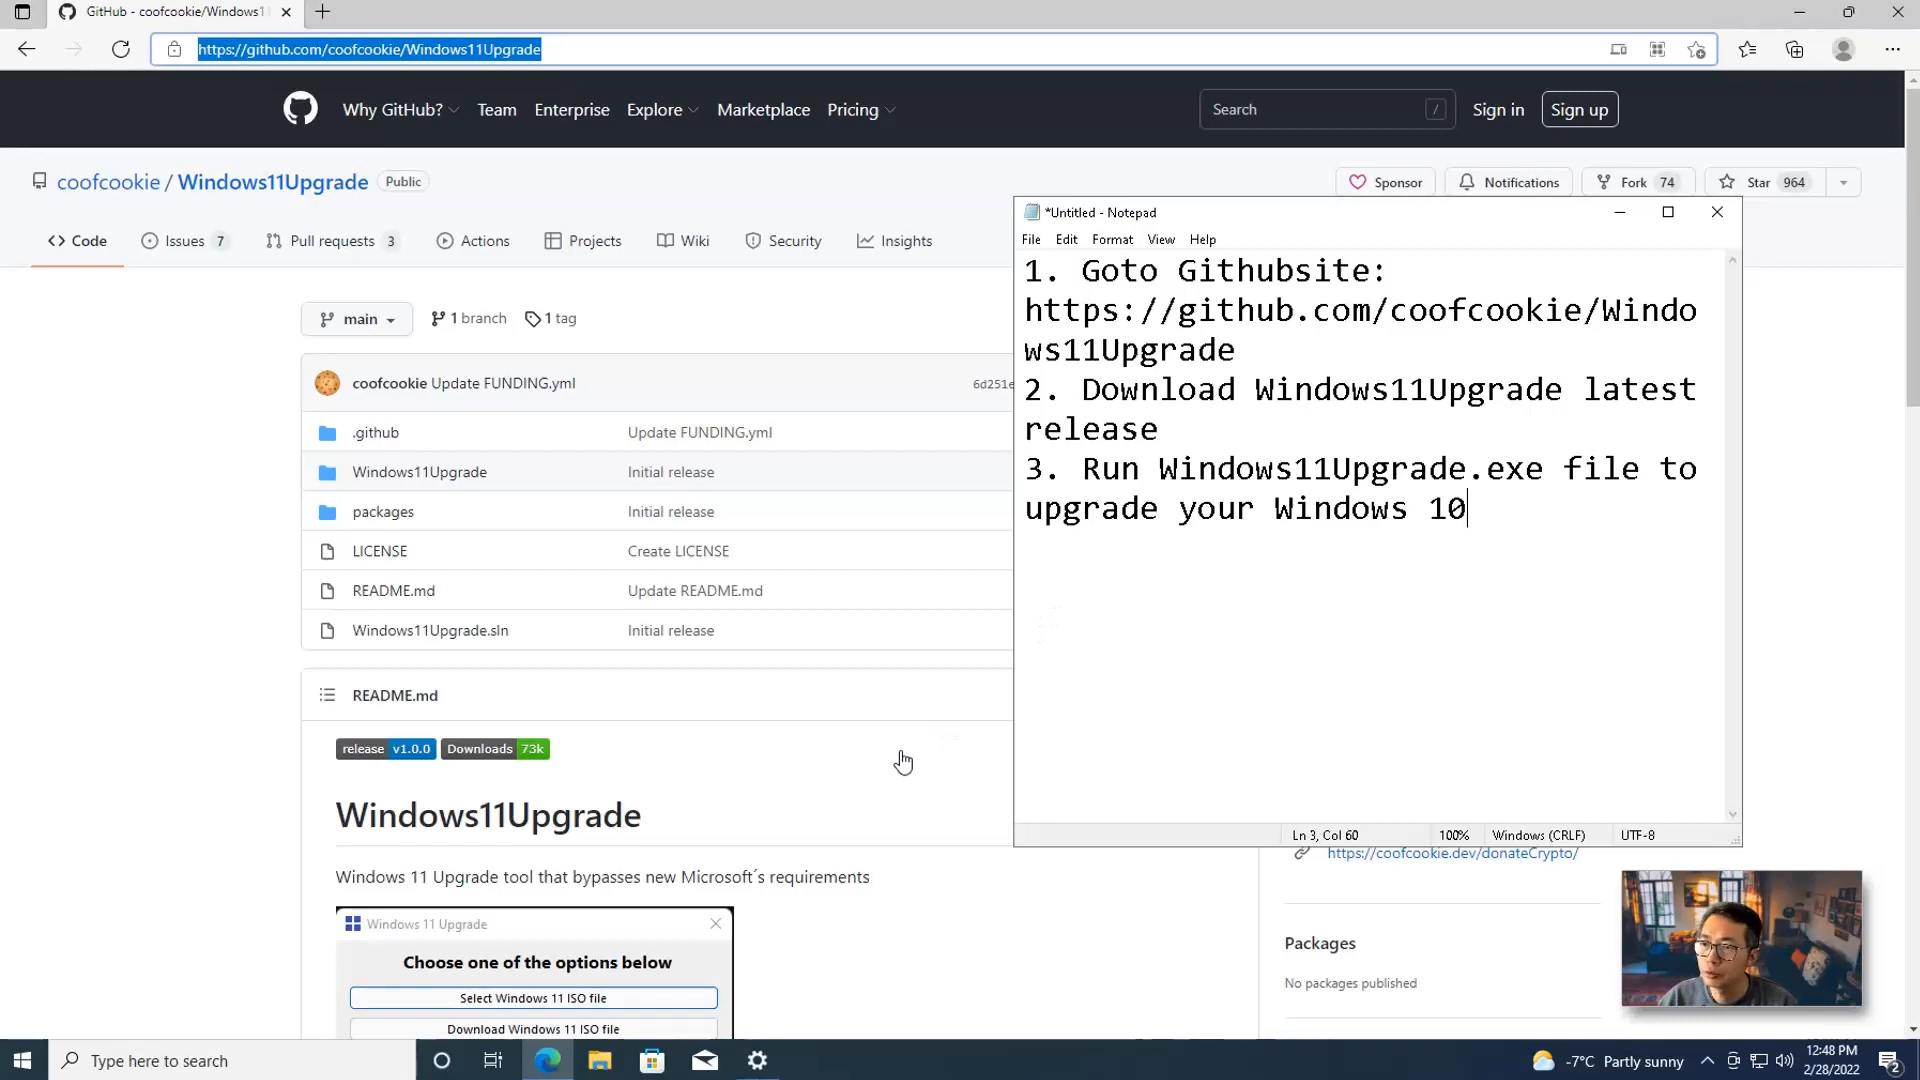 GitHub - coofcookie/Windows11
https://github.com/coofcookie/Windows11Upgrade
Why GitHub? Team Enterprise Explore Marketplace Pricing
Search /
Sign in Sign up
coofcookie / Windows11Upgrade Public
Sponsor Notifications Fork 74 Star 964
Code Issues 7 Pull requests 3 Actions Projects Wiki Security Insights
main 1 branch 1 tag
coofcookie Update FUNDING.yml 6d251e
.github Update FUNDING.yml
Windows11Upgrade Initial release
packages Initial release
LICENSE Create LICENSE
README.md Update README.md
Windows11Upgrade.sln Initial release
README.md
release v1.0.0 Downloads 73k
Windows11Upgrade
Windows 11 Upgrade tool that bypasses new Microsoft´s requirements
Windows 11 Upgrade
Choose one of the options below
Select Windows 11 ISO file
Download Windows 11 ISO file
*Untitled - Notepad
File Edit Format View Help
1. Goto Githubsite:
https://github.com/coofcookie/Windo
ws11Upgrade
2. Download Windows11Upgrade latest
release
3. Run Windows11Upgrade.exe file to
upgrade your Windows 10
Ln 3, Col 60 100% Windows (CRLF) UTF-8
https://coofcookie.dev/donateCrypto/
Packages
No packages published
Type here to search
-7°C Partly sunny
12:48 PM
2/28/2022
2